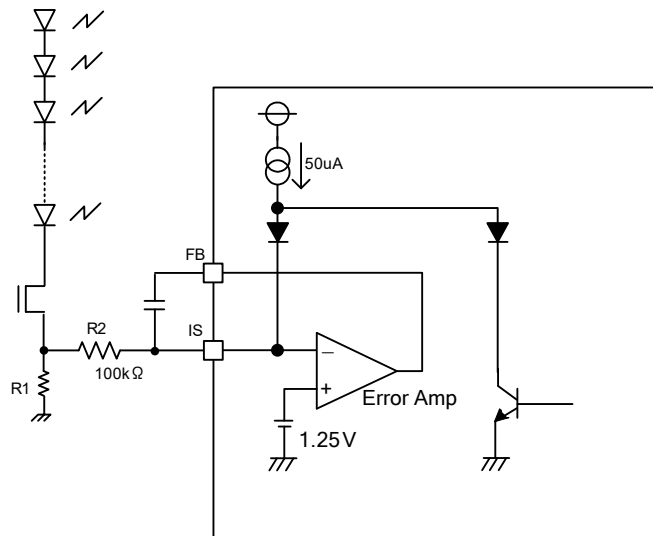 50uA
FB
R2
IS
100kΩ
R1
−
+
Error Amp
1.25V